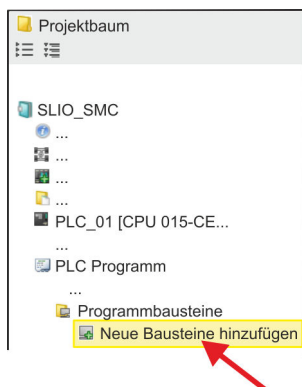 Projektbaum
SLIO_SMC
...
...
...
...
PLC_01 [CPU 015-CE...
...
PLC Programm
...
Programmbausteine
Neue Bausteine hinzufügen